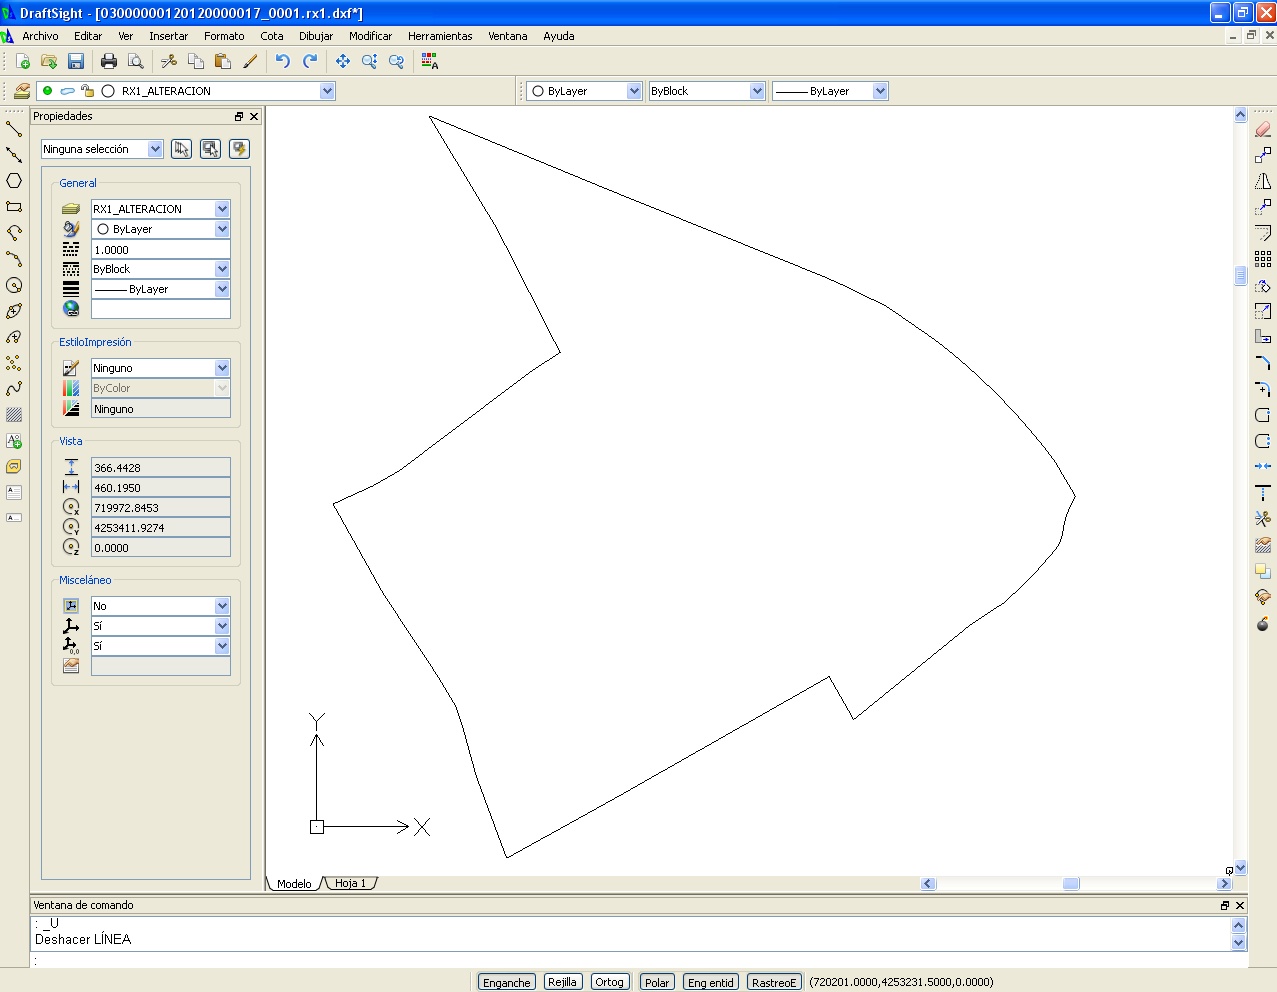 DraftSight - [03000000120120000017_0001.rx1.dxf*]
Archivo Editar Ver Insertar Formato Cota Dibujar Modificar Herramientas Ventana Ayuda
RX1_ALTERACION ByLayer ByBlock ByLayer
Propiedades
Ninguna selección
General
RX1_ALTERACION
ByLayer
1.0000
ByBlock
ByLayer
EstiloImpresión
Ninguno
ByColor
Ninguno
Vista
366.4428
460.1950
719972.8453
4253411.9274
0.0000
Misceláneo
No
Sí
Sí
Y
X
Modelo Hoja 1
Ventana de comando
: _U
Deshacer LÍNEA
:
Enganche Rejilla Ortog Polar Eng entid RastreoE (720201.0000,4253231.5000,0.0000)